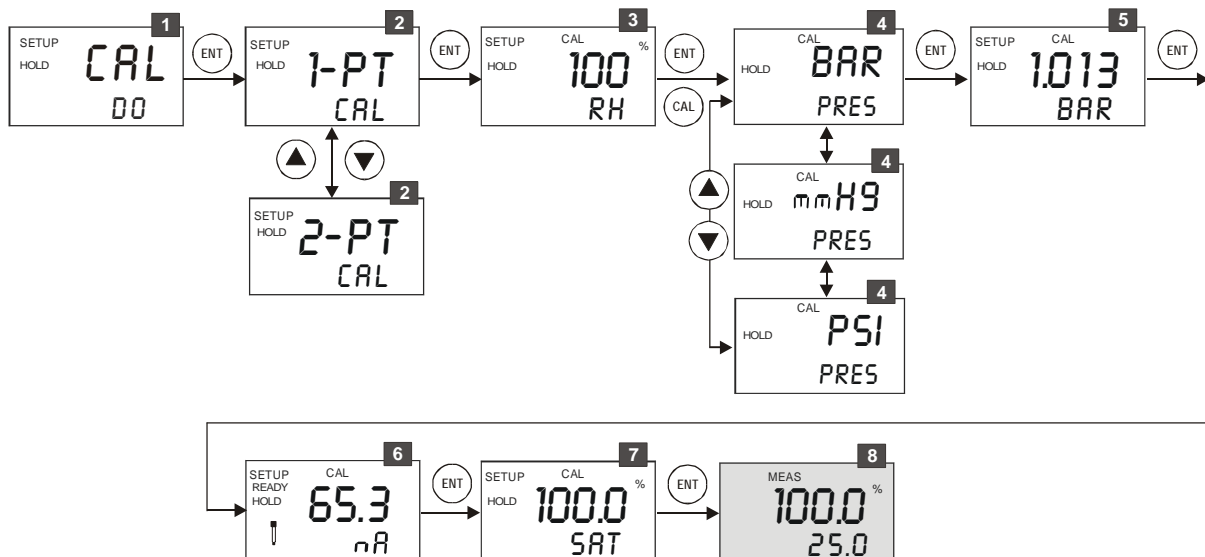 1
SETUP
HOLD
CAL
DO
ENT
2
SETUP
HOLD
1-PT
CAL
2
SETUP
HOLD
2-PT
CAL
ENT
3
SETUP CAL %
HOLD
100
RH
ENT
CAL
4
CAL
HOLD
BAR
PRES
4
CAL
HOLD
mmHg
PRES
4
CAL
HOLD
PSI
PRES
ENT
5
SETUP CAL
HOLD
1.013
BAR
ENT
6
SETUP CAL
READY
HOLD
65.3
nA
ENT
7
SETUP CAL %
HOLD
100.0
SAT
ENT
8
MEAS
100.0 %
25.0